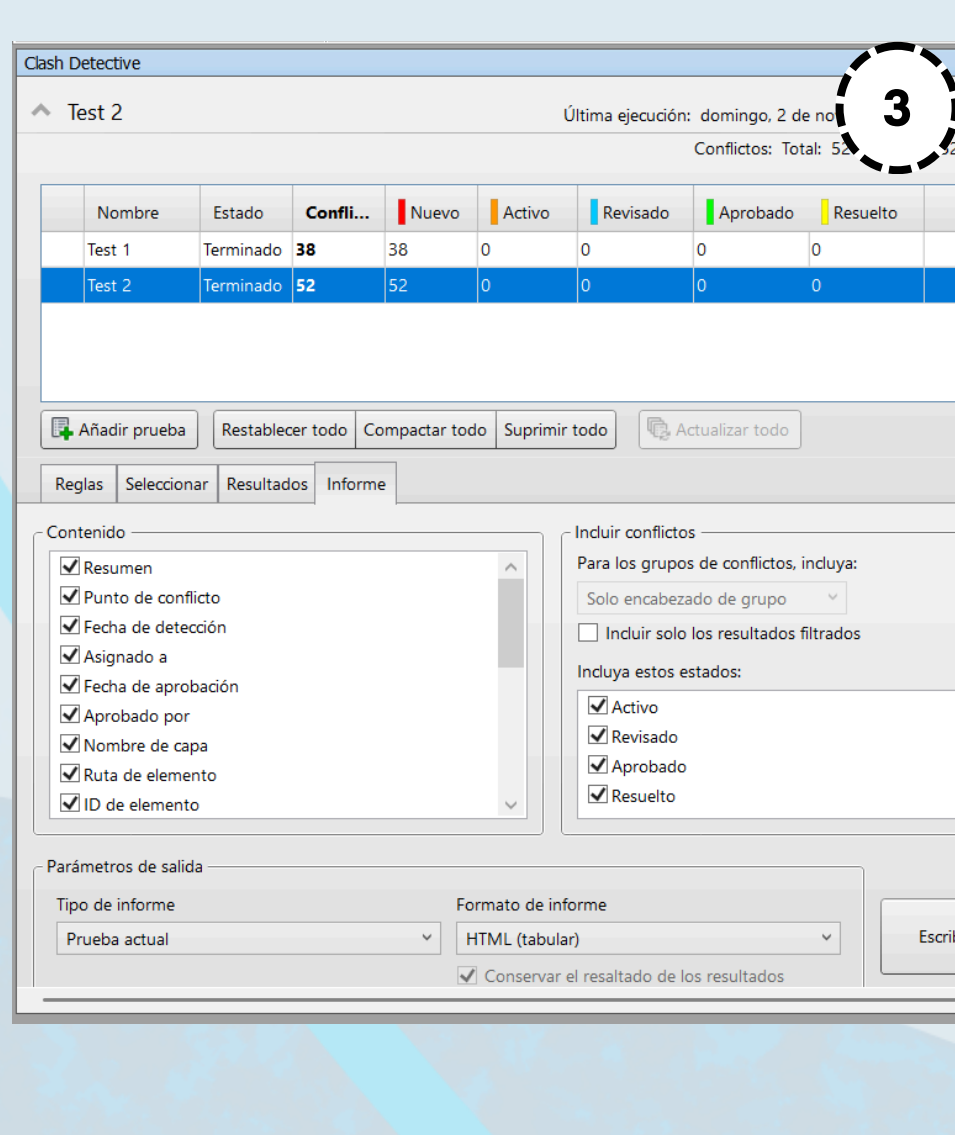 Clash Detective
3
Test 2
Última ejecución: domingo, 2 de no
Conflictos: Total: 52
Nombre Estado Confli... Nuevo Activo Revisado Aprobado Resuelto
Test 1 Terminado 38 38 0 0 0 0
Test 2 Terminado 52 52 0 0 0 0
Añadir prueba Restablecer todo Compactar todo Suprimir todo Actualizar todo
Reglas Seleccionar Resultados Informe
Contenido
Resumen
Punto de conflicto
Fecha de detección
Asignado a
Fecha de aprobación
Aprobado por
Nombre de capa
Ruta de elemento
ID de elemento
Incluir conflictos
Para los grupos de conflictos, incluya:
Solo encabezado de grupo
Incluir solo los resultados filtrados
Incluya estos estados:
Activo
Revisado
Aprobado
Resuelto
Parámetros de salida
Tipo de informe
Prueba actual
Formato de informe
HTML (tabular)
Conservar el resaltado de los resultados
Escrib